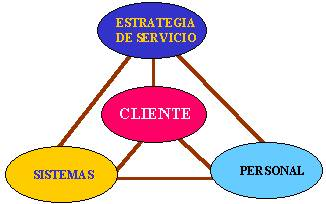 ESTRATEGIA
DE SERVICIO
CLIENTE
SISTEMAS
PERSONAL